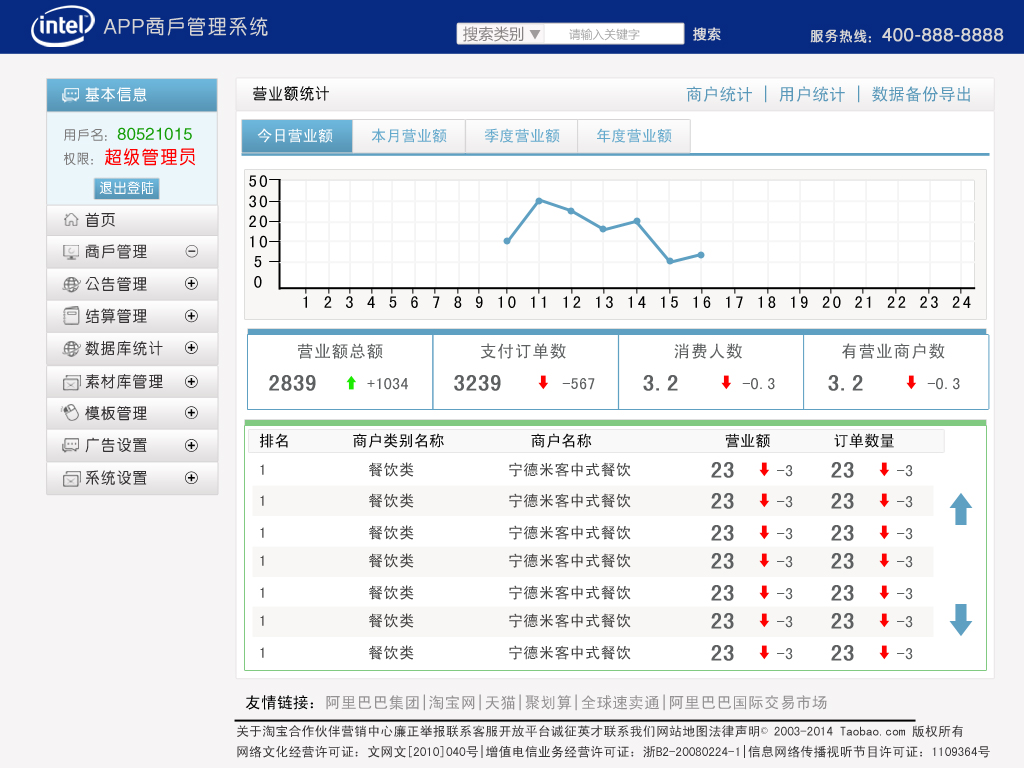 intel APP商戶管理系统 搜索类别▼ 请输入关键字 搜索 服务热线: 400-888-8888
基本信息
用戶名: 80521015
权限: 超级管理员
退出登陆
首页
商戶管理
公告管理
结算管理
数据库统计
素材库管理
模板管理
广告设置
系统设置
营业额统计 商户统计 | 用户统计 | 数据备份导出
今日营业额 本月营业额 季度营业额 年度营业额
50
30
20
10
5
0
1 2 3 4 5 6 7 8 9 10 11 12 13 14 15 16 17 18 19 20 21 22 23 24
营业额总额 支付订单数 消费人数 有营业商户数
2839 +1034 3239 -567 3.2 -0.3 3.2 -0.3
排名 商户类别名称 商户名称 营业额 订单数量
1 餐饮类 宁德米客中式餐饮 23 -3 23 -3
1 餐饮类 宁德米客中式餐饮 23 -3 23 -3
1 餐饮类 宁德米客中式餐饮 23 -3 23 -3
1 餐饮类 宁德米客中式餐饮 23 -3 23 -3
1 餐饮类 宁德米客中式餐饮 23 -3 23 -3
1 餐饮类 宁德米客中式餐饮 23 -3 23 -3
1 餐饮类 宁德米客中式餐饮 23 -3 23 -3
友情链接: 阿里巴巴集团|淘宝网|天猫|聚划算|全球速卖通|阿里巴巴国际交易市场
关于淘宝合作伙伴营销中心廉正举报联系客服开放平台诚征英才联系我们网站地图法律声明© 2003-2014 Taobao.com 版权所有
网络文化经营许可证: 文网文[2010]040号|增值电信业务经营许可证: 浙B2-20080224-1|信息网络传播视听节目许可证: 1109364号